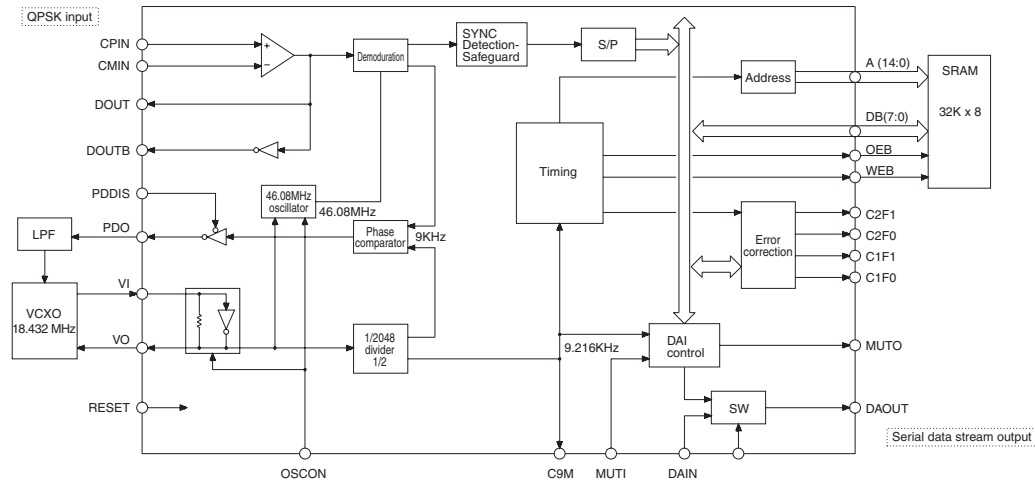 QPSK input
CPIN
CMIN
DOUT
DOUTB
PDDIS
PDO
LPF
VI
VCXO
18.432 MHz
VO
RESET
+
−
Demoduration
SYNC
Detection-
Safeguard
S/P
Address
A (14:0)
SRAM
32K x 8
DB(7:0)
OEB
WEB
Timing
46.08MHz
oscillator
46.08MHz
Phase
comparator
9KHz
Error
correction
C2F1
C2F0
C1F1
C1F0
1/2048
divider
1/2
9.216KHz
DAI
control
MUTO
SW
DAOUT
Serial data stream output
OSCON
C9M
MUTI
DAIN